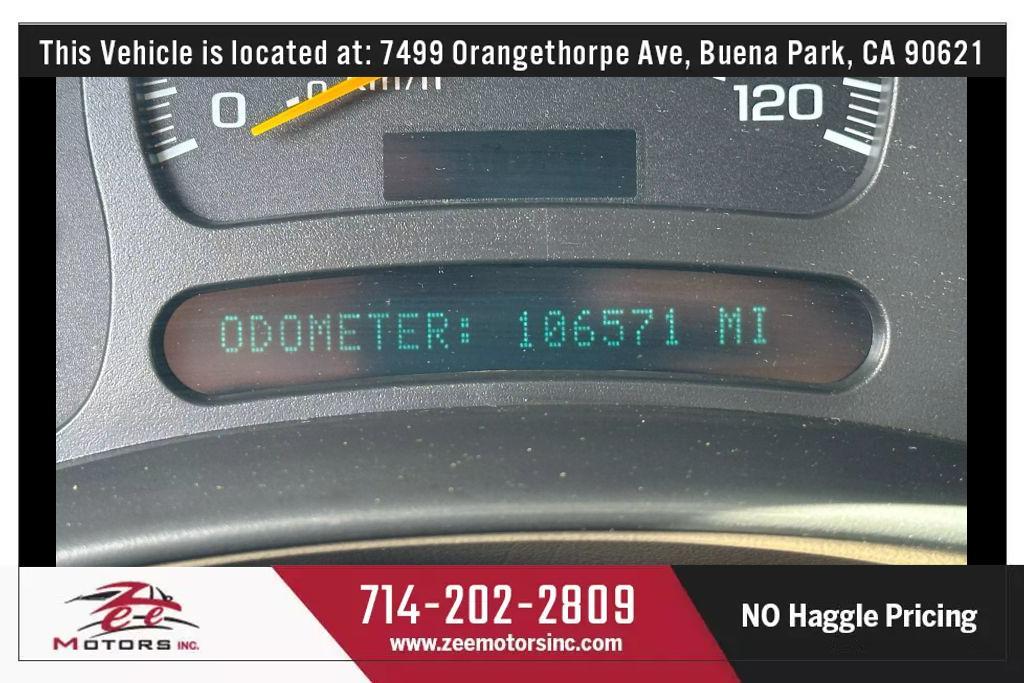 This Vehicle is located at: 7499 Orangethorpe Ave, Buena Park, CA 90621
0
120
ODOMETER: 106571 MI
Zee
MOTORS INC.
714-202-2809
www.zeemotorsinc.com
NO Haggle Pricing